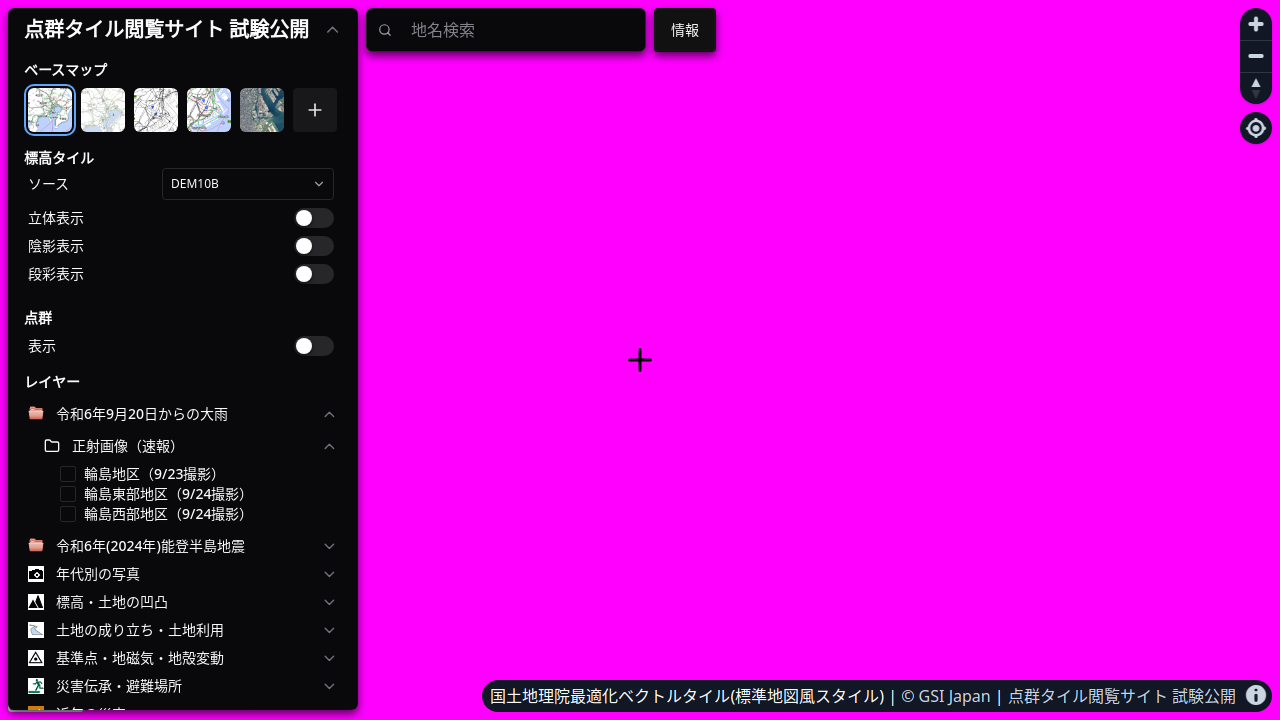 点群タイル閲覧サイト 試験公開
地名検索
情報
ベースマップ
標高タイル
ソース
DEM10B
立体表示
陰影表示
段彩表示
点群
表示
レイヤー
令和6年9月20日からの大雨
正射画像（速報）
輪島地区（9/23撮影）
輪島東部地区（9/24撮影）
輪島西部地区（9/24撮影）
令和6年(2024年)能登半島地震
年代別の写真
標高・土地の凹凸
土地の成り立ち・土地利用
基準点・地磁気・地殻変動
災害伝承・避難場所
国土地理院最適化ベクトルタイル(標準地図風スタイル) | © GSI Japan | 点群タイル閲覧サイト 試験公開